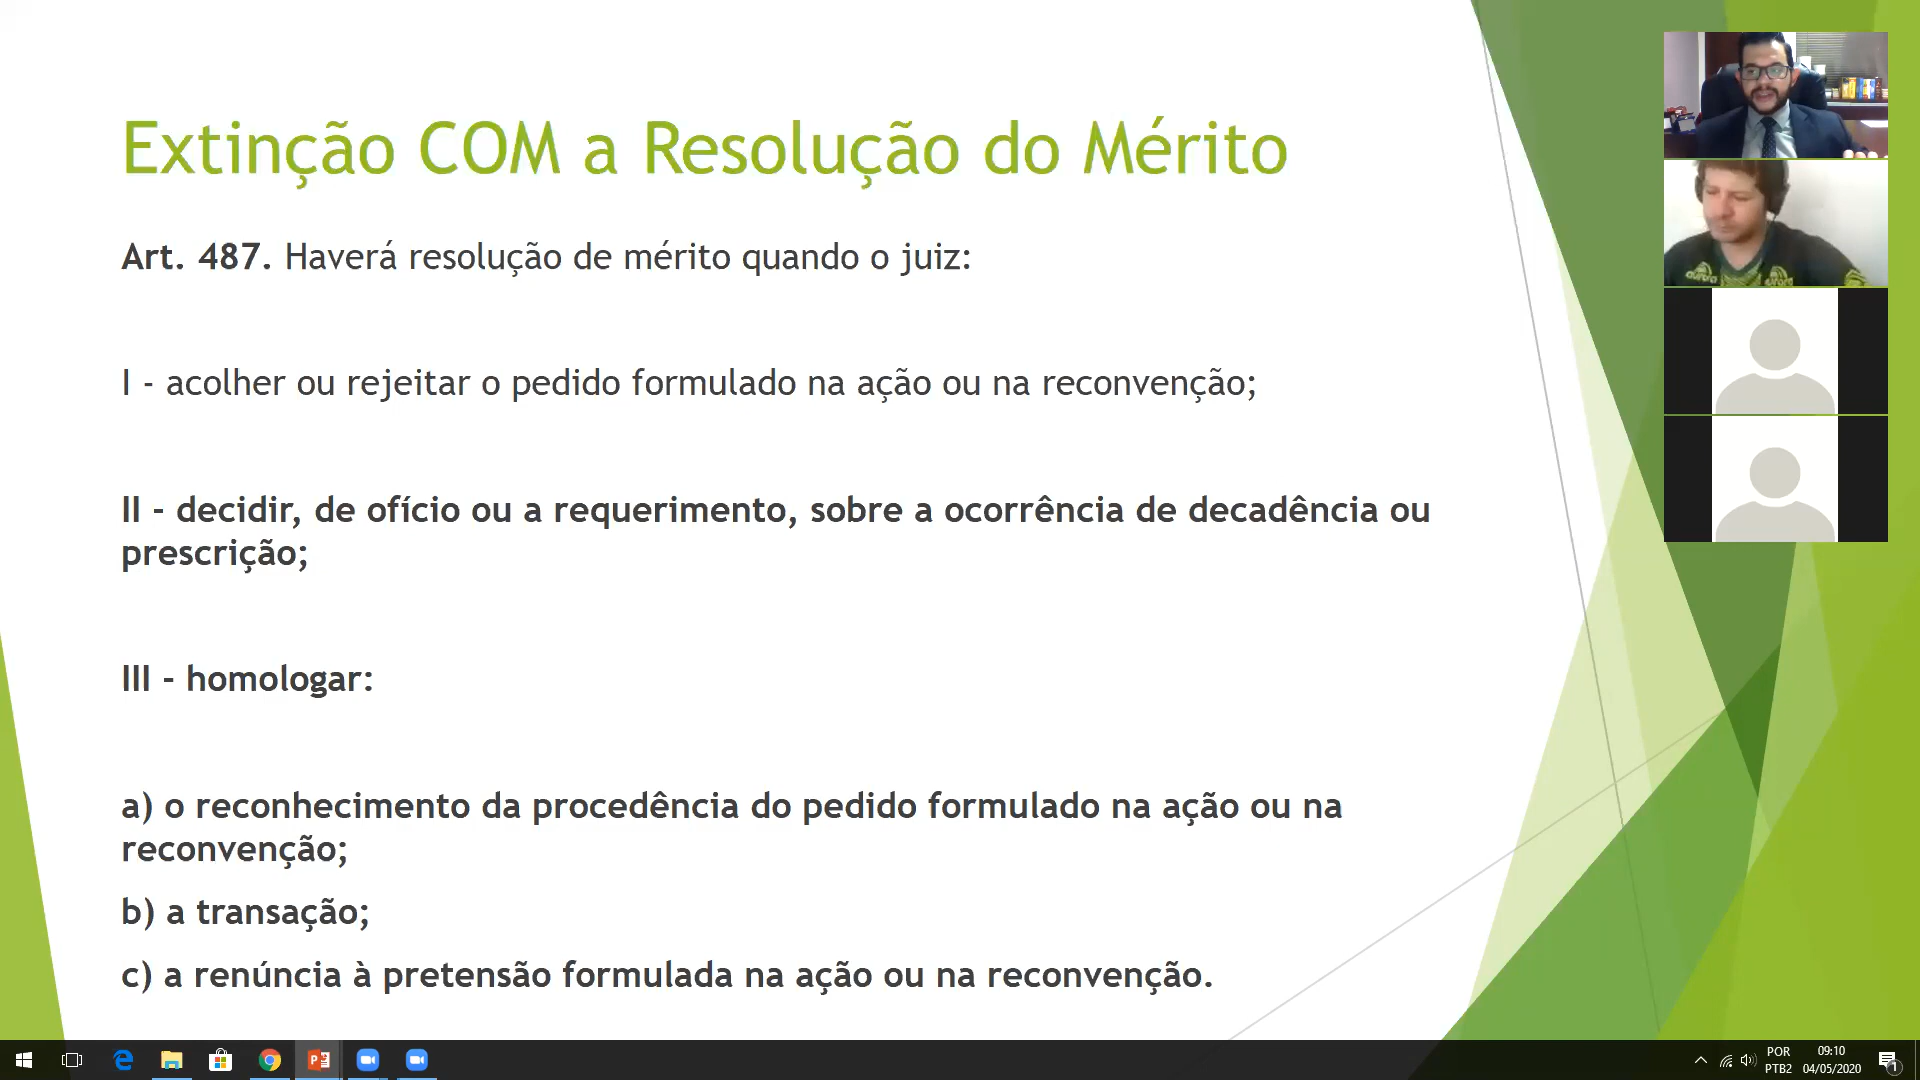 Extinção COM a Resolução do Mérito
Art. 487. Haverá resolução de mérito quando o juiz:
I - acolher ou rejeitar o pedido formulado na ação ou na reconvenção;
II - decidir, de ofício ou a requerimento, sobre a ocorrência de decadência ou
prescrição;
III - homologar:
a) o reconhecimento da procedência do pedido formulado na ação ou na
reconvenção;
b) a transação;
c) a renúncia à pretensão formulada na ação ou na reconvenção.
POR
PTB2
09:10
04/05/2020
1